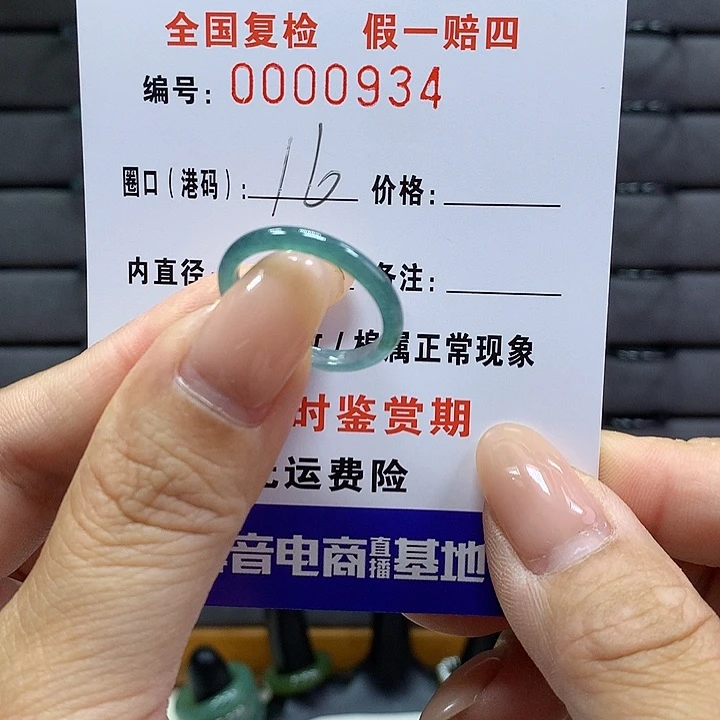 全国复检 假一赔四
编号：0000934
圈口（港码）：16 价格：
内直径 备注：
/棉属正常现象
时鉴赏期
运费险
音电商直播基地